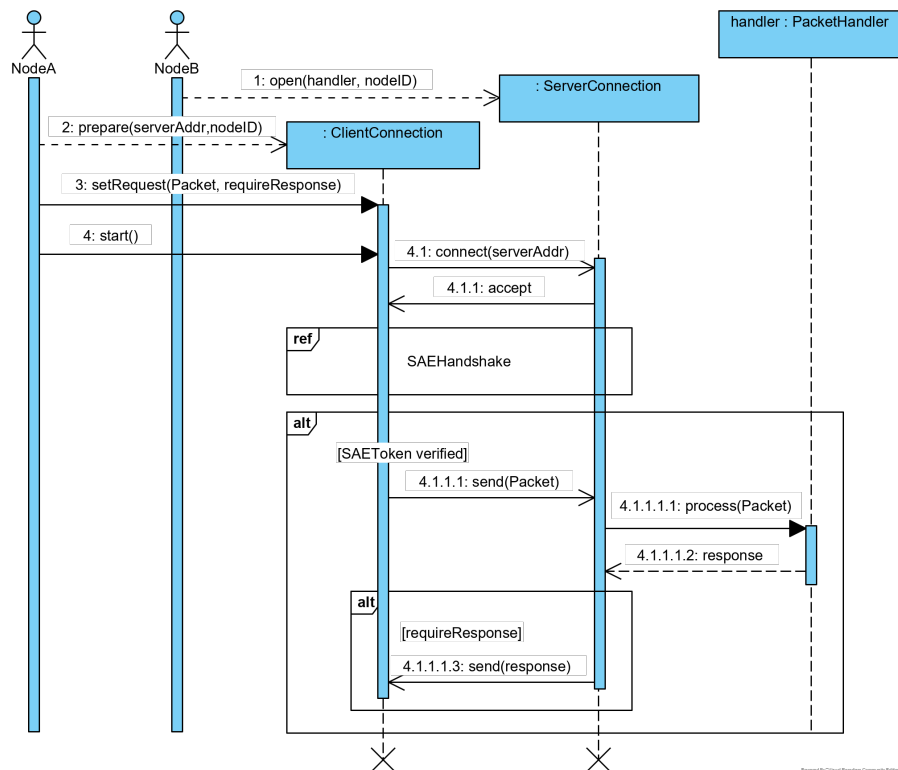 handler : PacketHandler
NodeA
NodeB
1: open(handler, nodeID)
: ServerConnection
2: prepare(serverAddr,nodeID)
: ClientConnection
3: setRequest(Packet, requireResponse)
4: start()
4.1: connect(serverAddr)
4.1.1: accept
ref
SAEHandshake
alt
[SAEToken verified]
4.1.1.1: send(Packet)
4.1.1.1.1: process(Packet)
4.1.1.1.2: response
alt
[requireResponse]
4.1.1.1.3: send(response)